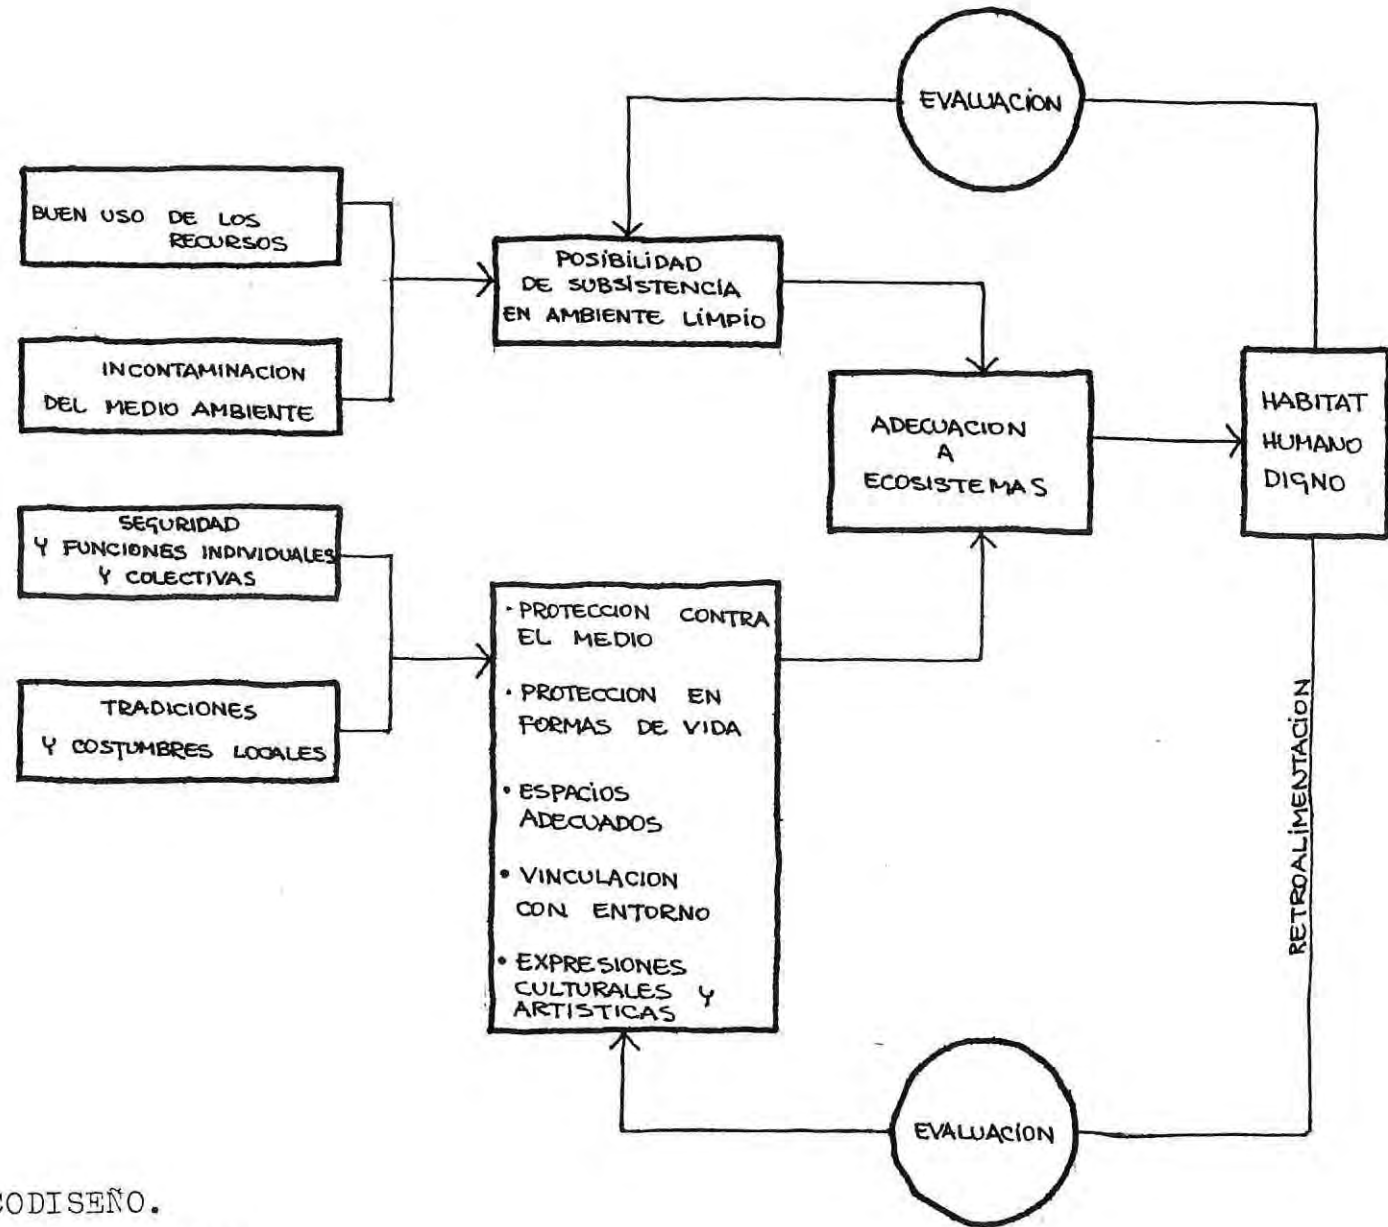 EVALUACION
BUEN USO DE LOS
RECURSOS
POSIBILIDAD
DE SUBSISTENCIA
EN AMBIENTE LIMPIO
INCONTAMINACION
DEL MEDIO AMBIENTE
ADECUACION
A
ECOSISTEMAS
HABITAT
HUMANO
DIGNO
SEGURIDAD
Y FUNCIONES INDIVIDUALES
Y COLECTIVAS
TRADICIONES
Y COSTUMBRES LOCALES
· PROTECCION CONTRA
EL MEDIO
· PROTECCION EN
FORMAS DE VIDA
• ESPACIOS
ADECUADOS
• VINCULACION
CON ENTORNO
• EXPRESIONES
CULTURALES Y
ARTISTICAS
RETROALIMENTACION
EVALUACION
CODISEÑO.